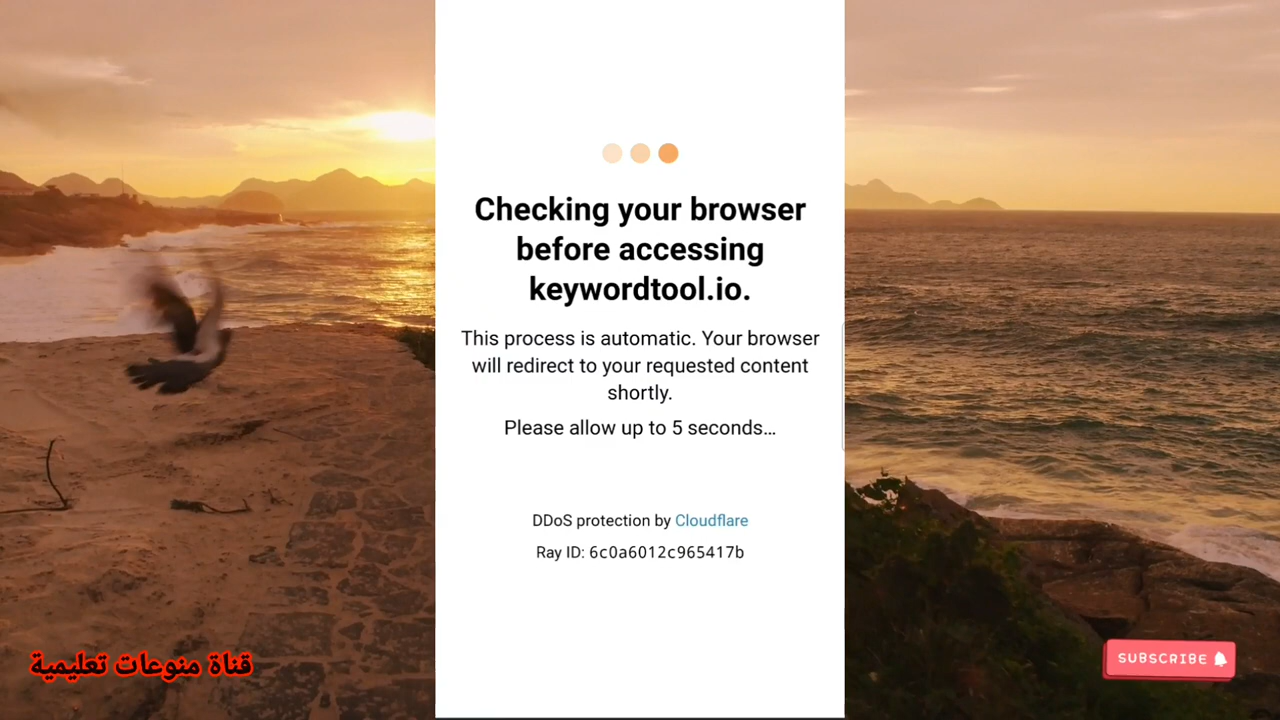 Checking your browser
before accessing
keywordtool.io.
This process is automatic. Your browser
will redirect to your requested content
shortly.
Please allow up to 5 seconds…
DDoS protection by Cloudflare
Ray ID: 6c0a6012c965417b
قناة منوعات تعليمية
SUBSCRIBE